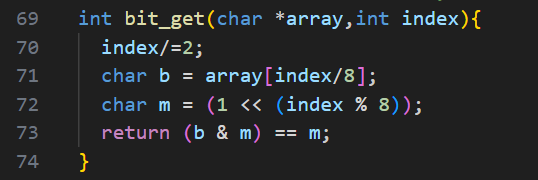 69 int bit_get(char *array,int index){
70   index/=2;
71   char b = array[index/8];
72   char m = (1 << (index % 8));
73   return (b & m) == m;
74 }